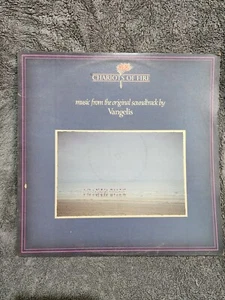 CHARIOTS OF FIRE
music from the original soundtrack by
Vangelis